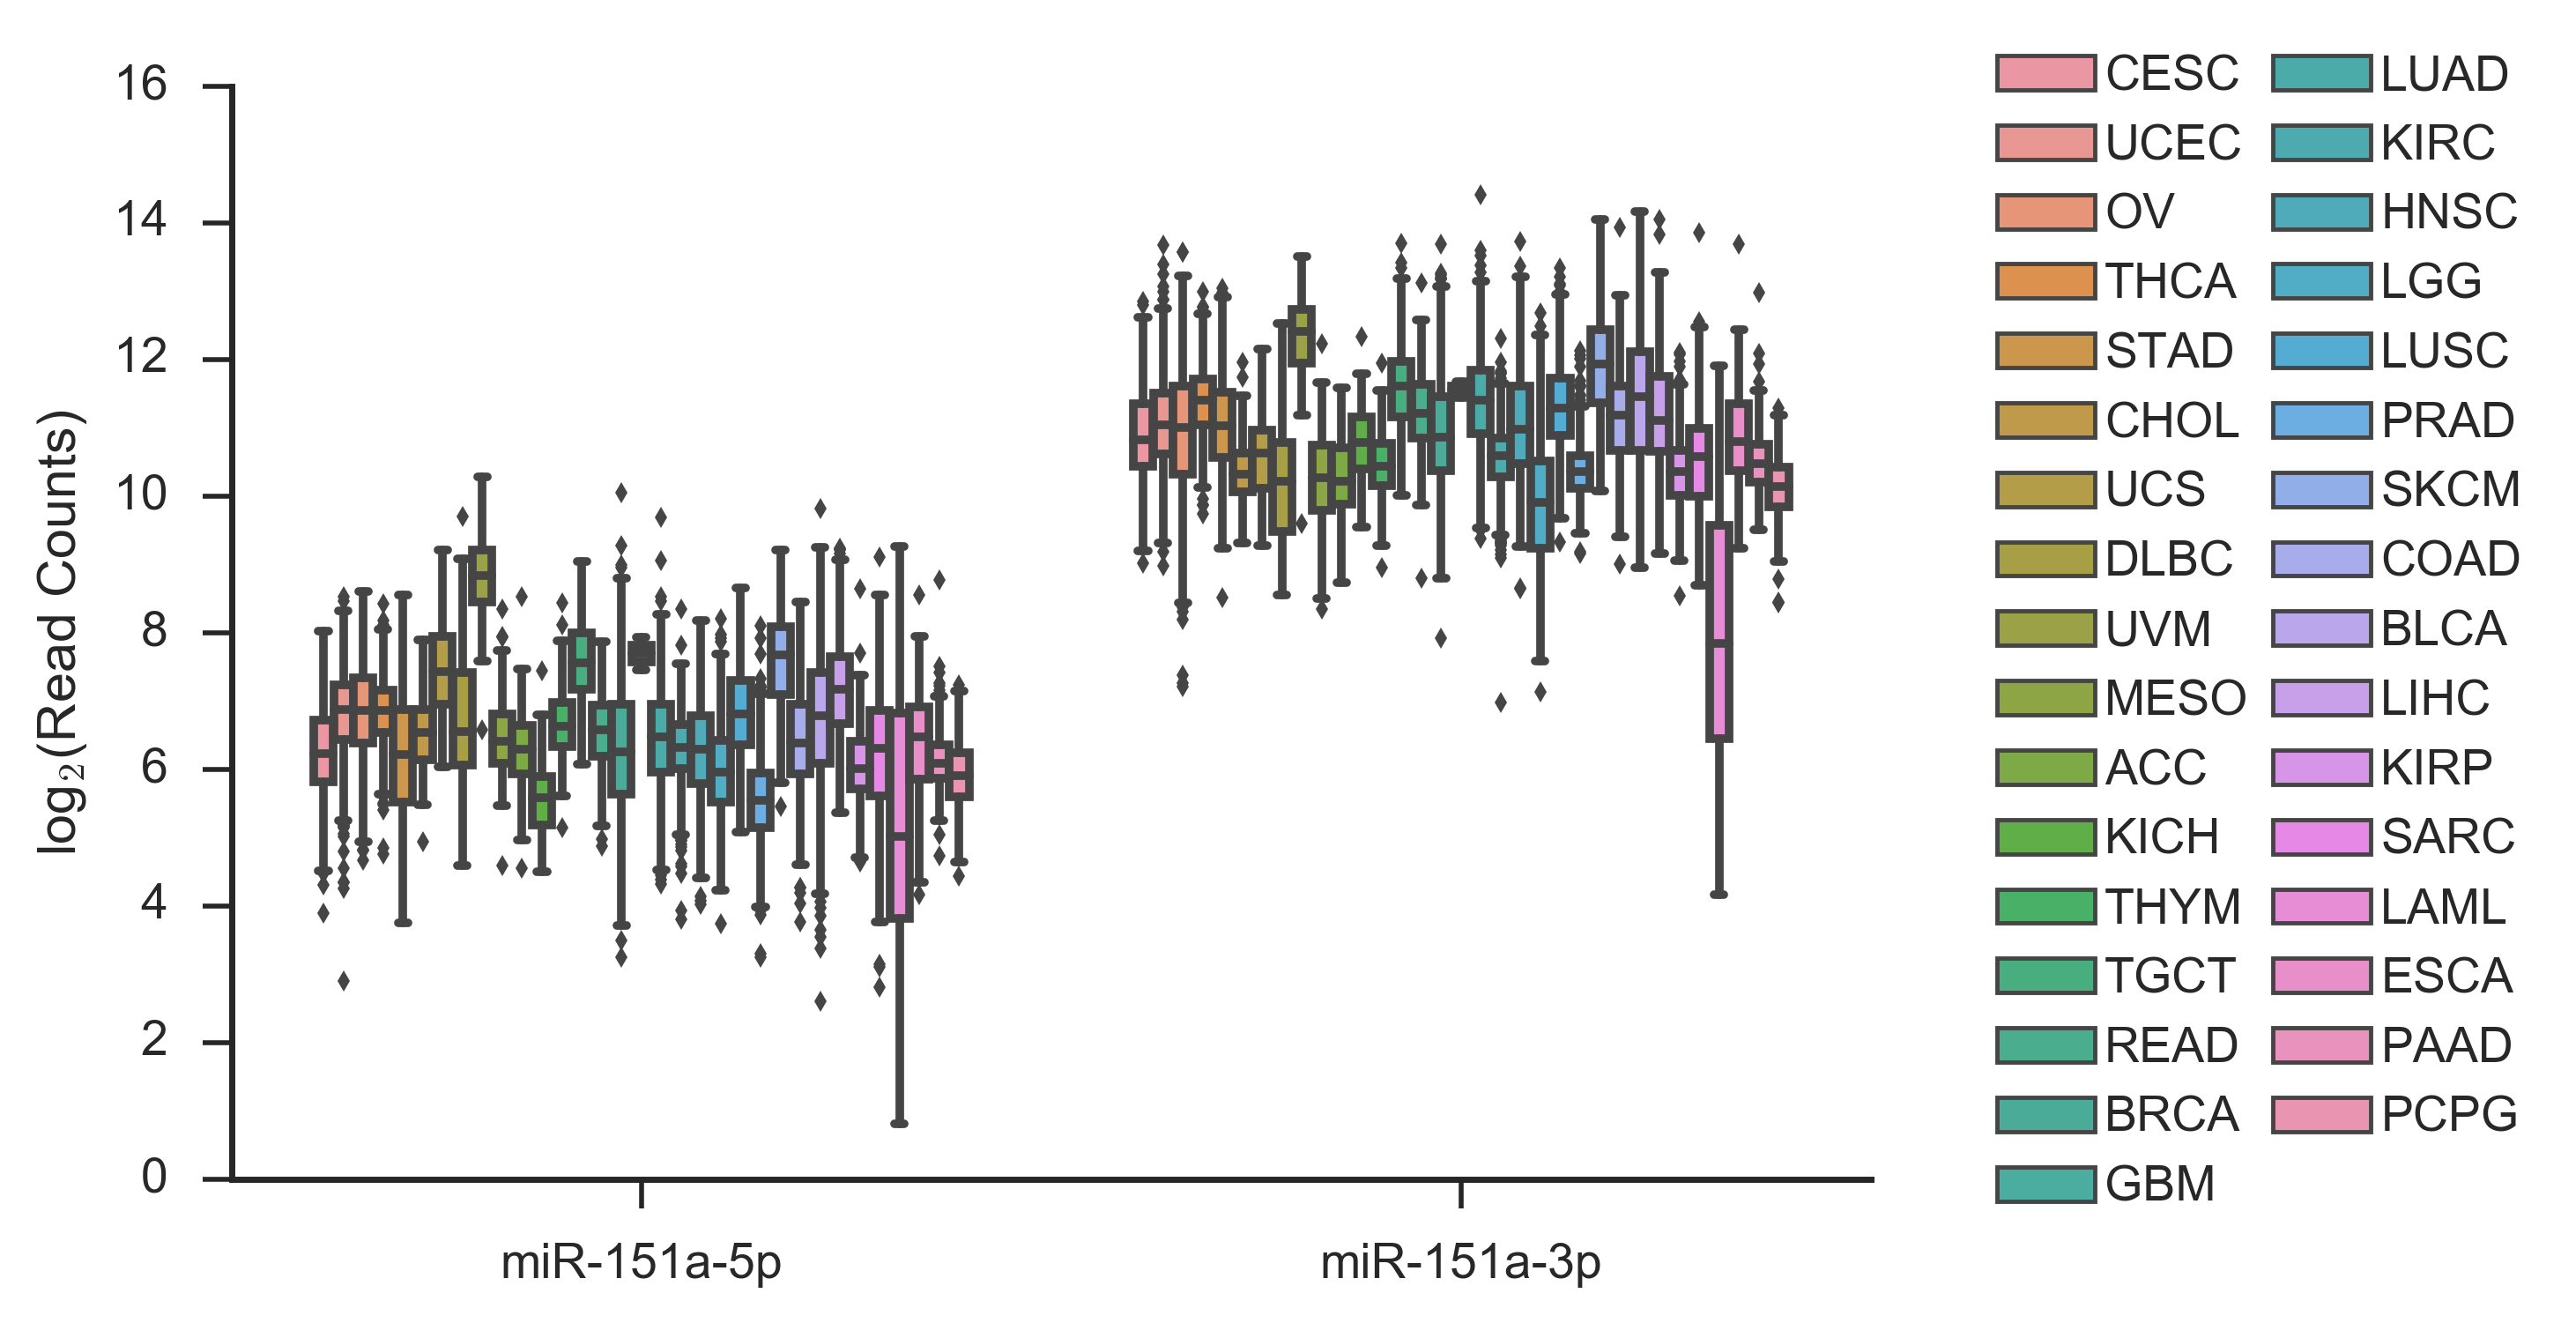 16
14
12
10
8
6
4
2
0
log2(Read Counts)
miR-151a-5p
miR-151a-3p
CESC
UCEC
OV
THCA
STAD
CHOL
UCS
DLBC
UVM
MESO
ACC
KICH
THYM
TGCT
READ
BRCA
GBM
LUAD
KIRC
HNSC
LGG
LUSC
PRAD
SKCM
COAD
BLCA
LIHC
KIRP
SARC
LAML
ESCA
PAAD
PCPG